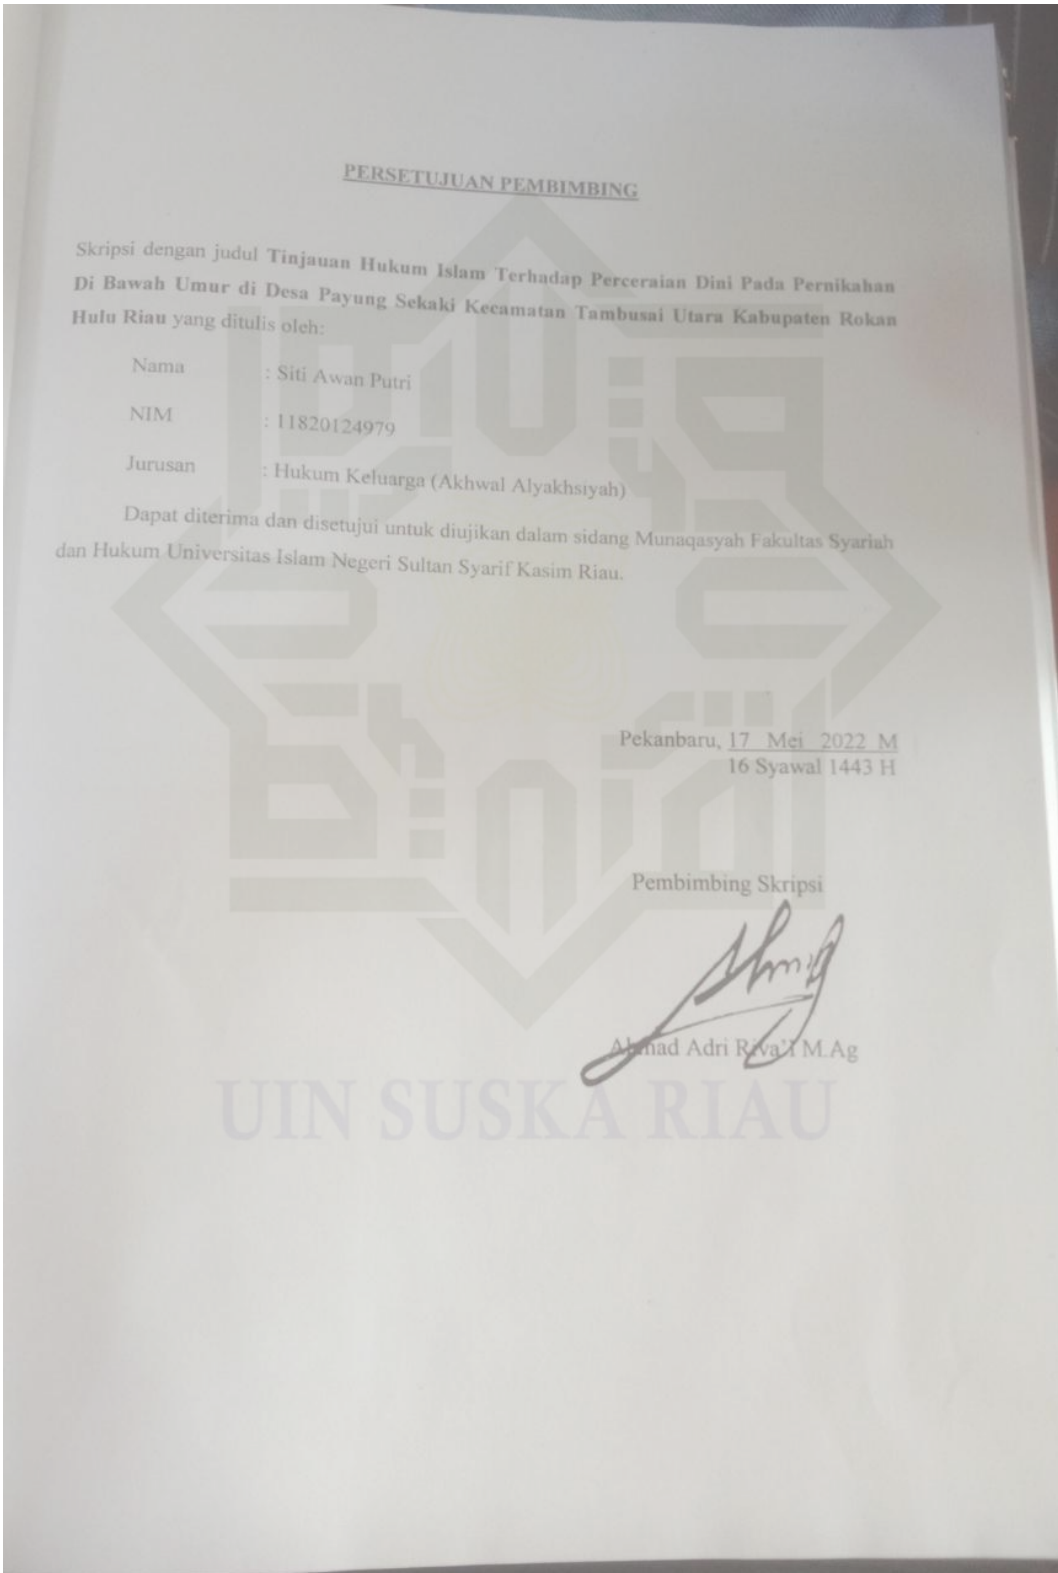 PERSETUJUAN PEMBIMBING
Skripsi dengan judul Tinjauan Hukum Islam Terhadap Perceraian Dini Pada Pernikahan
Di Bawah Umur di Desa Payung Sekaki Kecamatan Tambusai Utara Kabupaten Rokan
Hulu Riau yang ditulis oleh:
Nama : Siti Awan Putri
NIM : 11820124979
Jurusan : Hukum Keluarga (Akhwal Alyakhsiyah)
Dapat diterima dan disetujui untuk diujikan dalam sidang Munaqasyah Fakultas Syariah
dan Hukum Universitas Islam Negeri Sultan Syarif Kasim Riau.
Pekanbaru, 17 Mei 2022 M
16 Syawal 1443 H
Pembimbing Skripsi
Ahmad Adri Riva'I M.Ag
UIN SUSKA RIAU